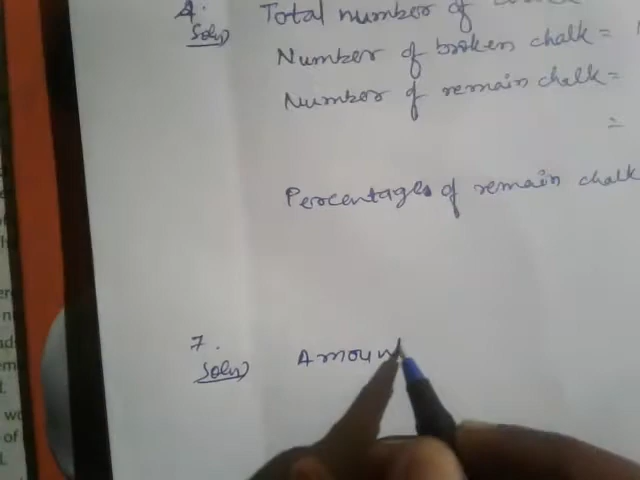 4.
Soln) Total number of
Number of broken chalk =
Number of remain chalk =
=
Percentages of remain chalk
7.
Soln) Amoun